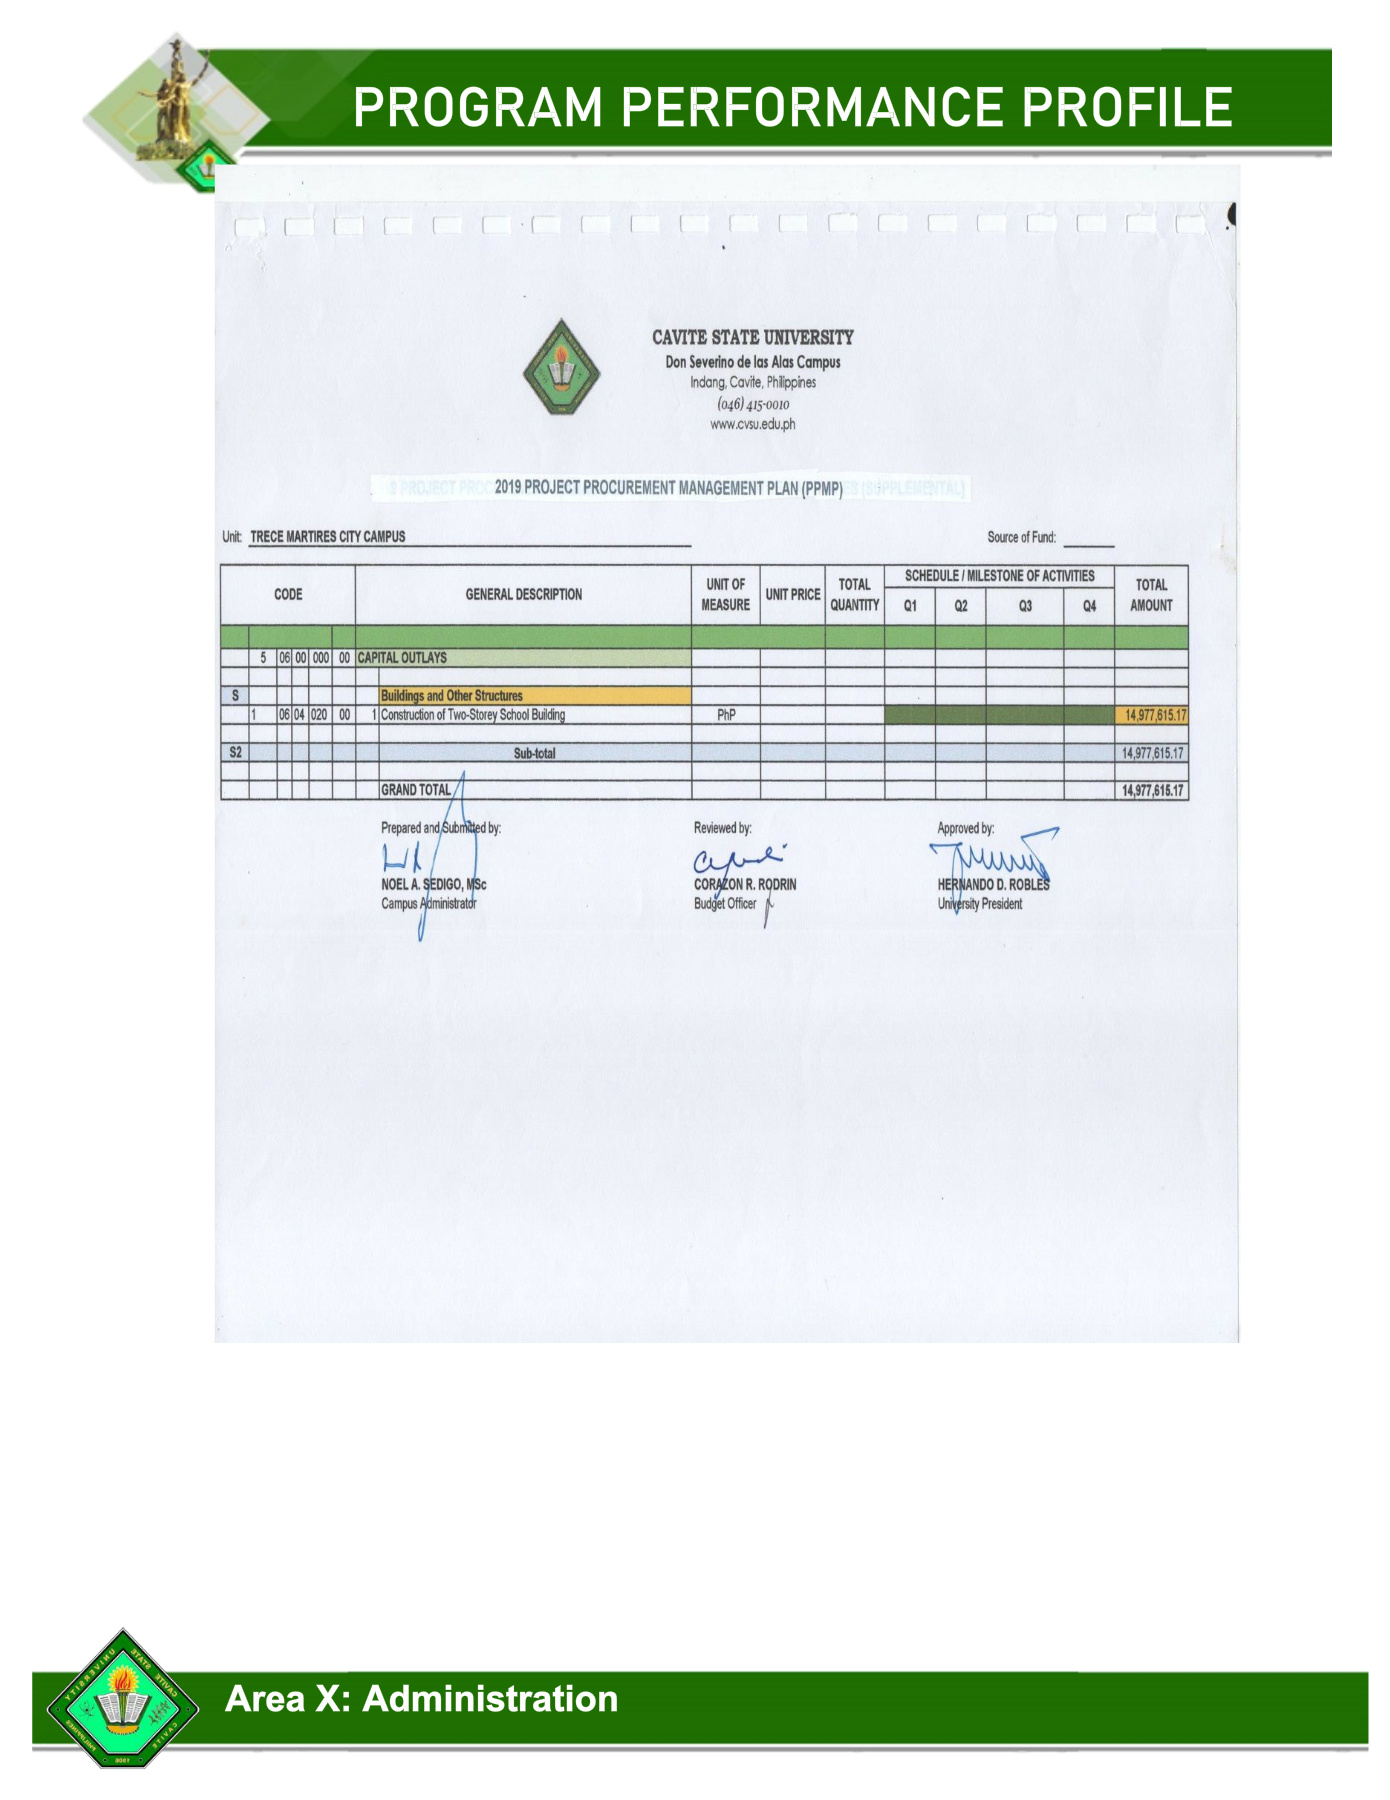 PROGRAM PERFORMANCE PROFILE
CAVITE STATE UNIVERSITY
Don Severino de las Alas Campus
Indang, Cavite, Philippines
(046) 415-0010
www.cvsu.edu.ph
2019 PROJECT PROCUREMENT MANAGEMENT PLAN (PPMP)
(SUPPLEMENTAL)
Unit: TRECE MARTIRES CITY CAMPUS Source of Fund:
CODE GENERAL DESCRIPTION UNIT OF MEASURE UNIT PRICE TOTAL QUANTITY SCHEDULE / MILESTONE OF ACTIVITIES TOTAL AMOUNT
Q1 Q2 Q3 Q4
5 06 00 000 00 CAPITAL OUTLAYS
S Buildings and Other Structures
1 06 04 020 00 1 Construction of Two-Storey School Building PhP 14,977,615.17
S2 Sub-total 14,977,615.17
GRAND TOTAL 14,977,615.17
Prepared and Submitted by: Reviewed by: Approved by:
NOEL A. SEDIGO, MSc CORAZON R. RODRIN HERNANDO D. ROBLES
Campus Administrator Budget Officer University President
Area X: Administration